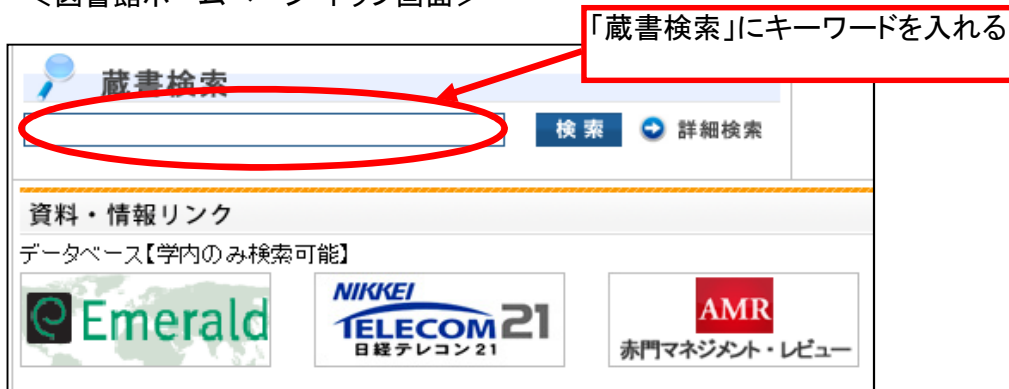 <図書館ホームページ トップ画面>
「蔵書検索」にキーワードを入れる
蔵書検索
検索 詳細検索
資料・情報リンク
データベース【学内のみ検索可能】
Emerald
NIKKEI
TELECOM21
日経テレコン21
AMR
赤門マネジメント・レビュー